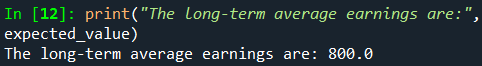 In [12]: print("The long-term average earnings are:",
expected_value)
The long-term average earnings are: 800.0